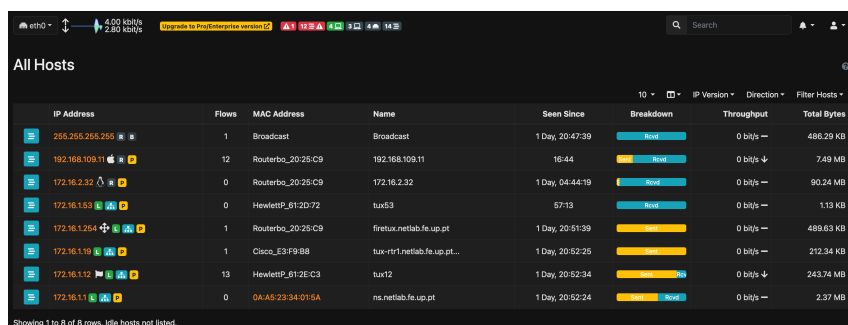 eth0 4.00 kbit/s 2.80 kbit/s Upgrade to Pro/Enterprise version 1 12 4 3 4 14 Search
All Hosts
10 IP Version Direction Filter Hosts
IP Address Flows MAC Address Name Seen Since Breakdown Throughput Total Bytes
255.255.255.255 R B 1 Broadcast Broadcast 1 Day, 20:47:39 Rcvd 0 bit/s — 486.29 KB
192.168.109.11 R P 12 Routerbo_20:25:C9 192.168.109.11 16:44 Sent Rcvd 0 bit/s ↓ 7.49 MB
172.16.2.32 R P 0 Routerbo_20:25:C9 172.16.2.32 1 Day, 04:44:19 Rcvd 0 bit/s — 90.24 MB
172.16.1.53 L P 0 HewlettP_61:2D:72 tux53 57:13 Rcvd 0 bit/s — 1.13 KB
172.16.1.254 L P 1 Routerbo_20:25:C9 firetux.netlab.fe.up.pt 1 Day, 20:51:39 Sent 0 bit/s — 489.63 KB
172.16.1.19 L P 1 Cisco_E3:F9:B8 tux-rtr1.netlab.fe.up.pt... 1 Day, 20:52:25 Sent 0 bit/s — 212.34 KB
172.16.1.12 L P 13 HewlettP_61:2E:C3 tux12 1 Day, 20:52:34 Sent Rcv 0 bit/s ↓ 243.74 MB
172.16.1.1 L P 0 0A:A5:23:34:01:5A ns.netlab.fe.up.pt 1 Day, 20:52:24 Sent Rcvd 0 bit/s — 2.37 MB
Showing 1 to 8 of 8 rows. Idle hosts not listed.